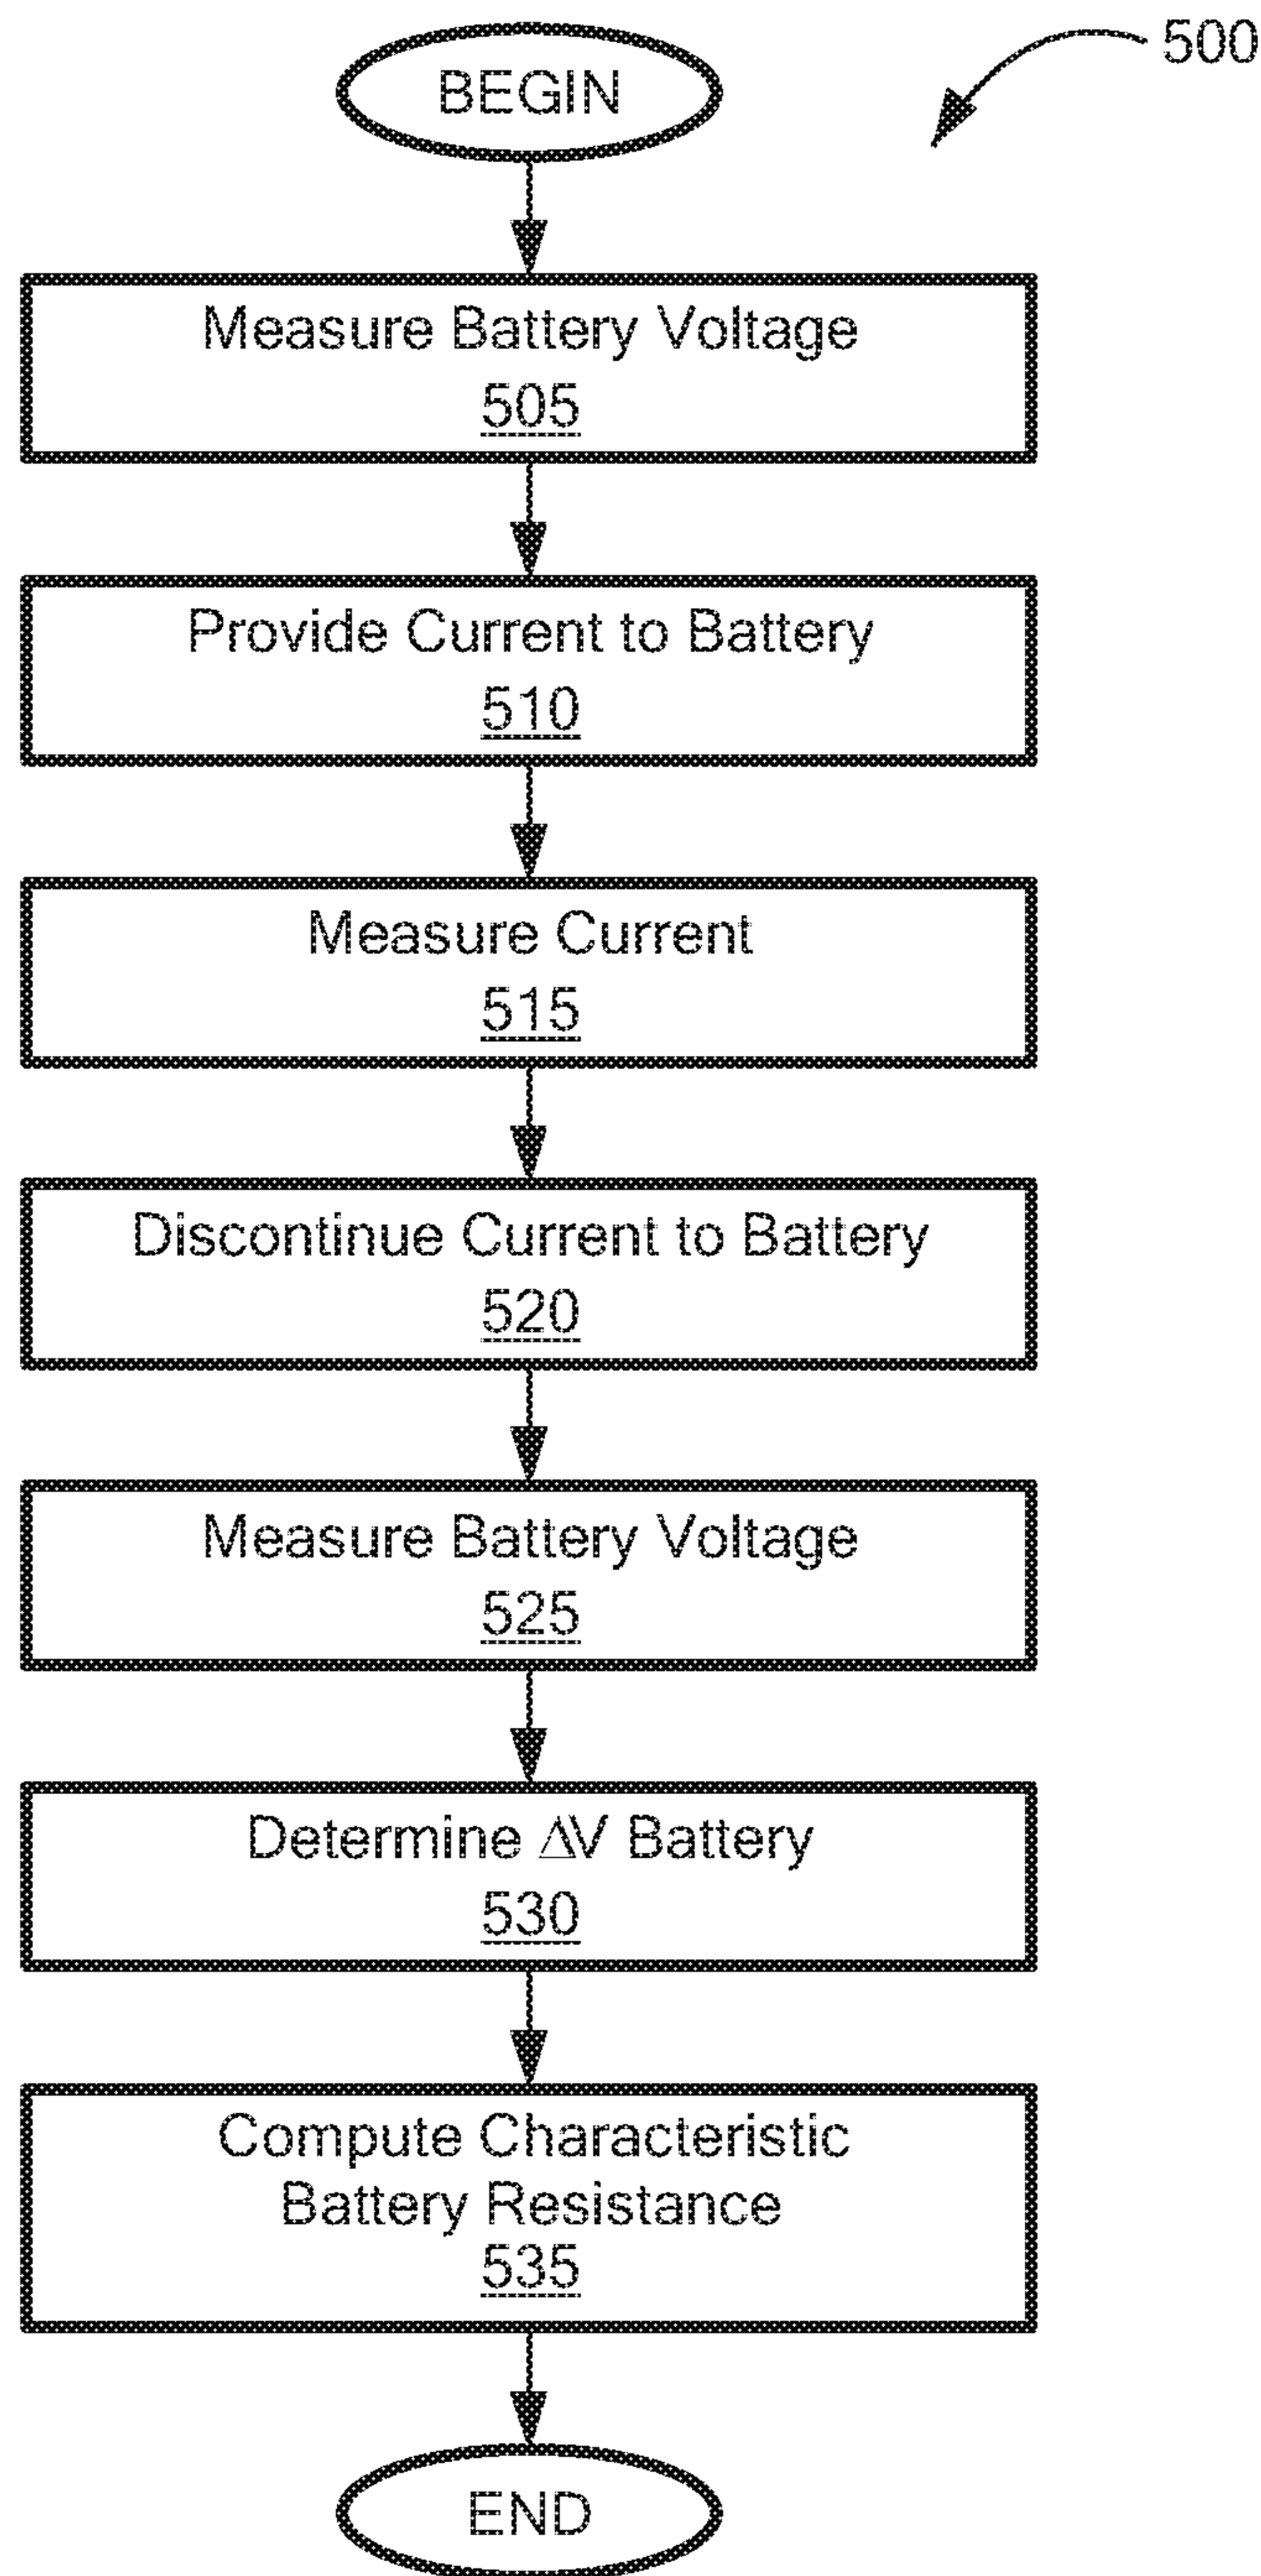 500
BEGIN
Measure Battery Voltage
505
Provide Current to Battery
510
Measure Current
515
Discontinue Current to Battery
520
Measure Battery Voltage
525
Determine ΔV Battery
530
Compute Characteristic
Battery Resistance
535
END